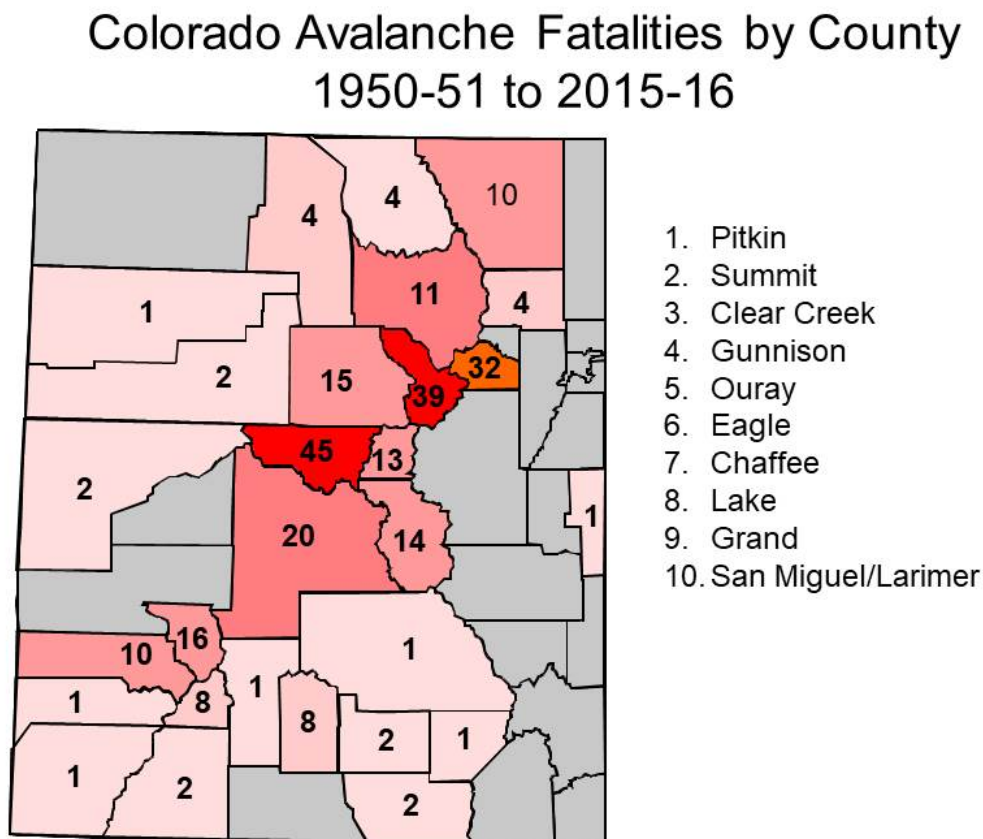 Colorado Avalanche Fatalities by County
1950-51 to 2015-16
4
4
10
1
11
4
2
15
39
32
45
13
2
20
14
1
16
10
1
1
8
1
8
2
1
1
2
2
1. Pitkin
2. Summit
3. Clear Creek
4. Gunnison
5. Ouray
6. Eagle
7. Chaffee
8. Lake
9. Grand
10. San Miguel/Larimer